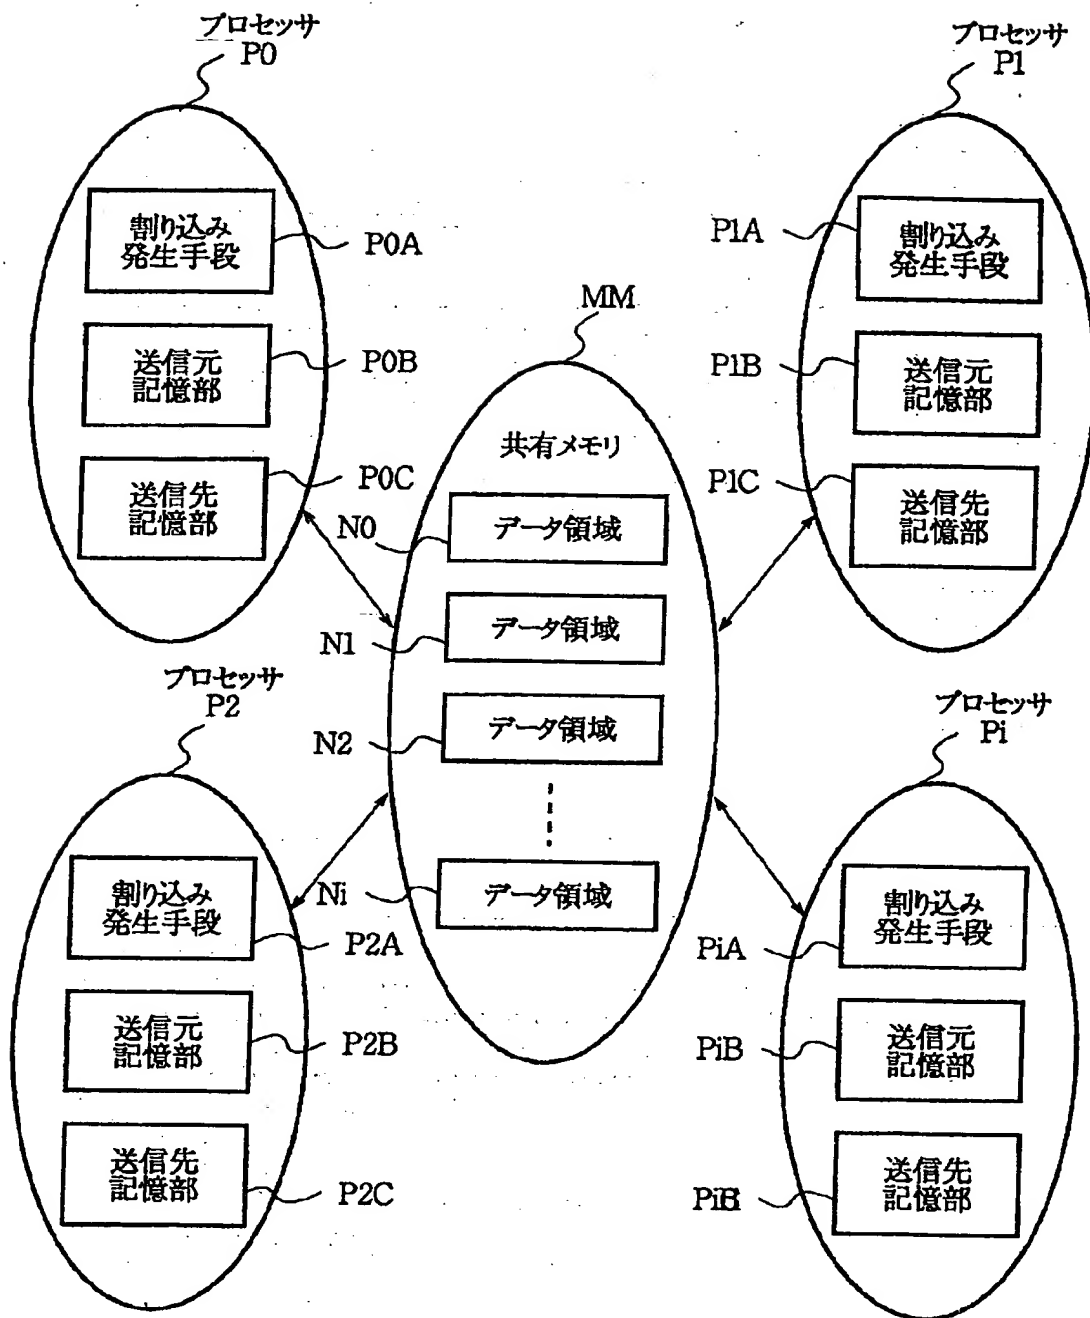 プロセッサ
P0
割り込み
発生手段
P0A
送信元
記憶部
P0B
送信先
記憶部
P0C
プロセッサ
P1
P1A
割り込み
発生手段
P1B
送信元
記憶部
P1C
送信先
記憶部
MM
共有メモリ
N0
データ領域
N1
データ領域
N2
データ領域
Ni
データ領域
プロセッサ
P2
割り込み
発生手段
P2A
送信元
記憶部
P2B
送信先
記憶部
P2C
プロセッサ
Pi
PiA
割り込み
発生手段
PiB
送信元
記憶部
送信先
記憶部